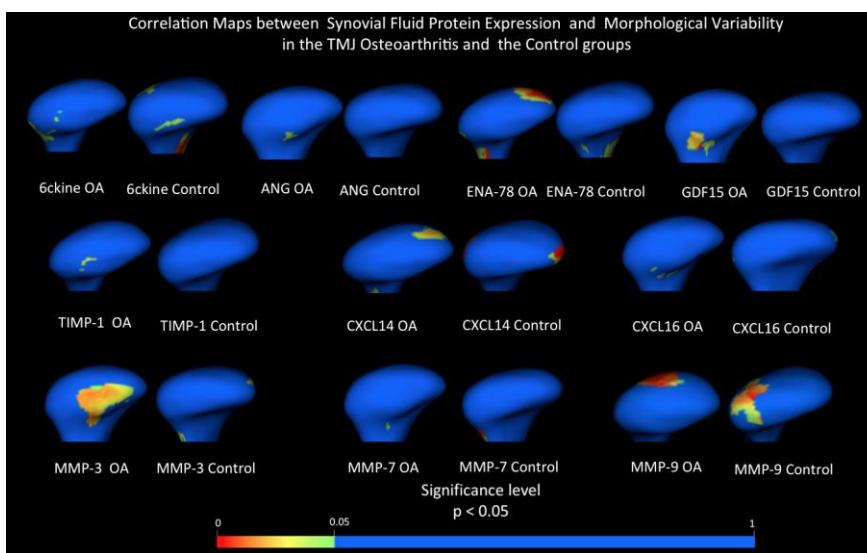 Correlation Maps between Synovial Fluid Protein Expression and Morphological Variability
in the TMJ Osteoarthritis and the Control groups
6ckine OA 6ckine Control ANG OA ANG Control ENA-78 OA ENA-78 Control GDF15 OA GDF15 Control
TIMP-1 OA TIMP-1 Control CXCL14 OA CXCL14 Control CXCL16 OA CXCL16 Control
MMP-3 OA MMP-3 Control MMP-7 OA MMP-7 Control MMP-9 OA MMP-9 Control
Significance level
p < 0.05
0 0.05 1